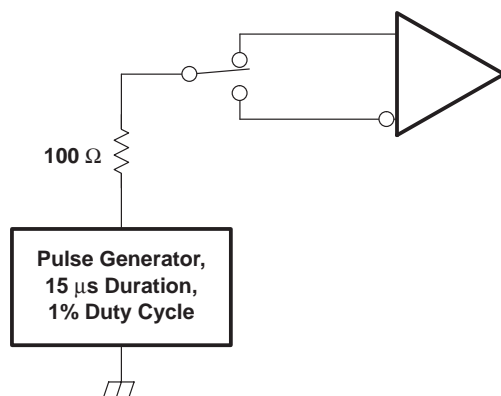 100 Ω
Pulse Generator,
15 μs Duration,
1% Duty Cycle